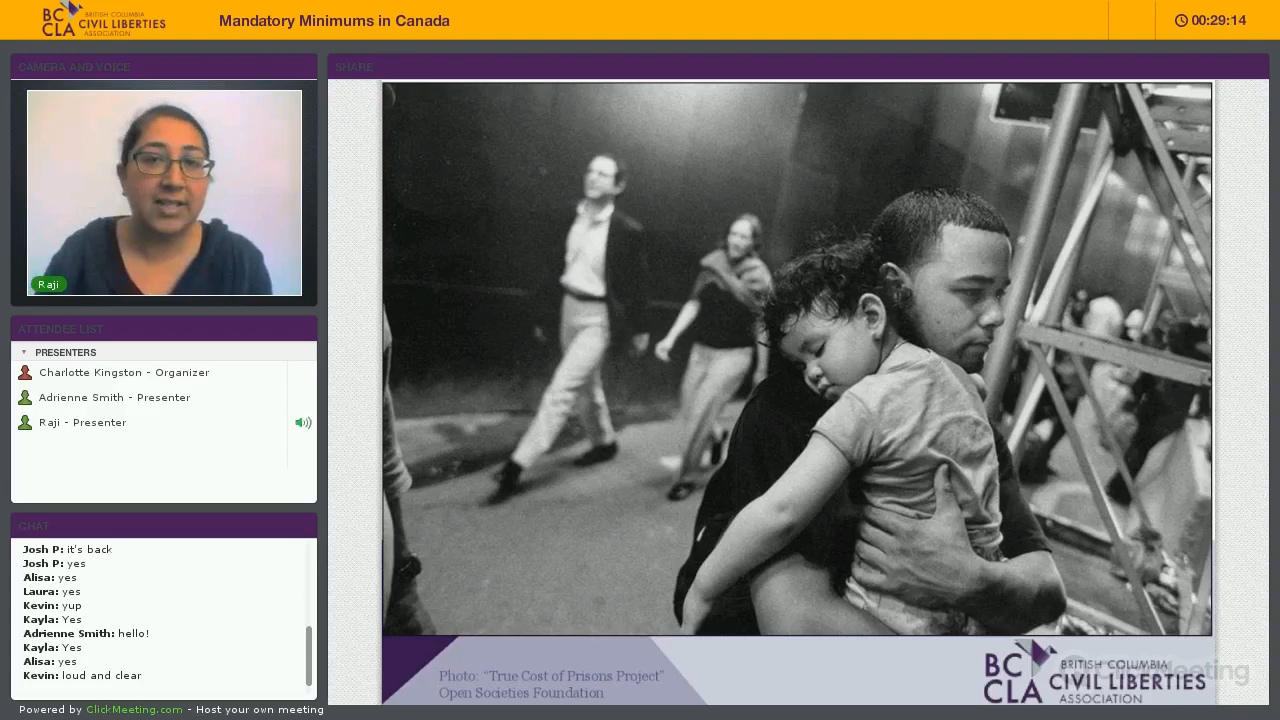 BC
CLA
BRITISH COLUMBIA
CIVIL LIBERTIES
ASSOCIATION
Mandatory Minimums in Canada
00:29:14
CAMERA AND VOICE
Raji
ATTENDEE LIST
PRESENTERS
Charlotte Kingston - Organizer
Adrienne Smith - Presenter
Raji - Presenter
CHAT
Josh P: it's back
Josh P: yes
Alisa: yes
Laura: yes
Kevin: yup
Kayla: Yes
Adrienne Smith: hello!
Kayla: Yes
Alisa: yes
Kevin: loud and clear
Powered by ClickMeeting.com - Host your own meeting
SHARE
Photo: "True Cost of Prisons Project"
Open Societies Foundation
BC
CLA
BRITISH COLUMBIA
CIVIL LIBERTIES
ASSOCIATION